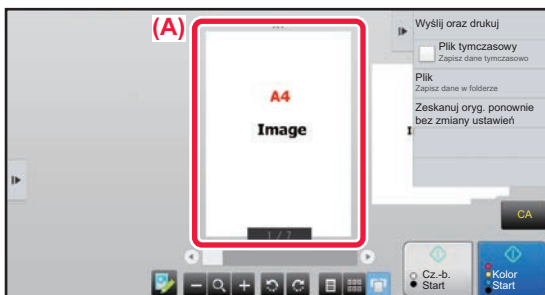 (A)
A4
Image
1 / 7
Wyślij oraz drukuj
Plik tymczasowy
Zapisz dane tymczasowo
Plik
Zapisz dane w folderze
Zeskanuj oryg. ponownie
bez zmiany ustawień
CA
Cz.-b.
Start
Kolor
Start